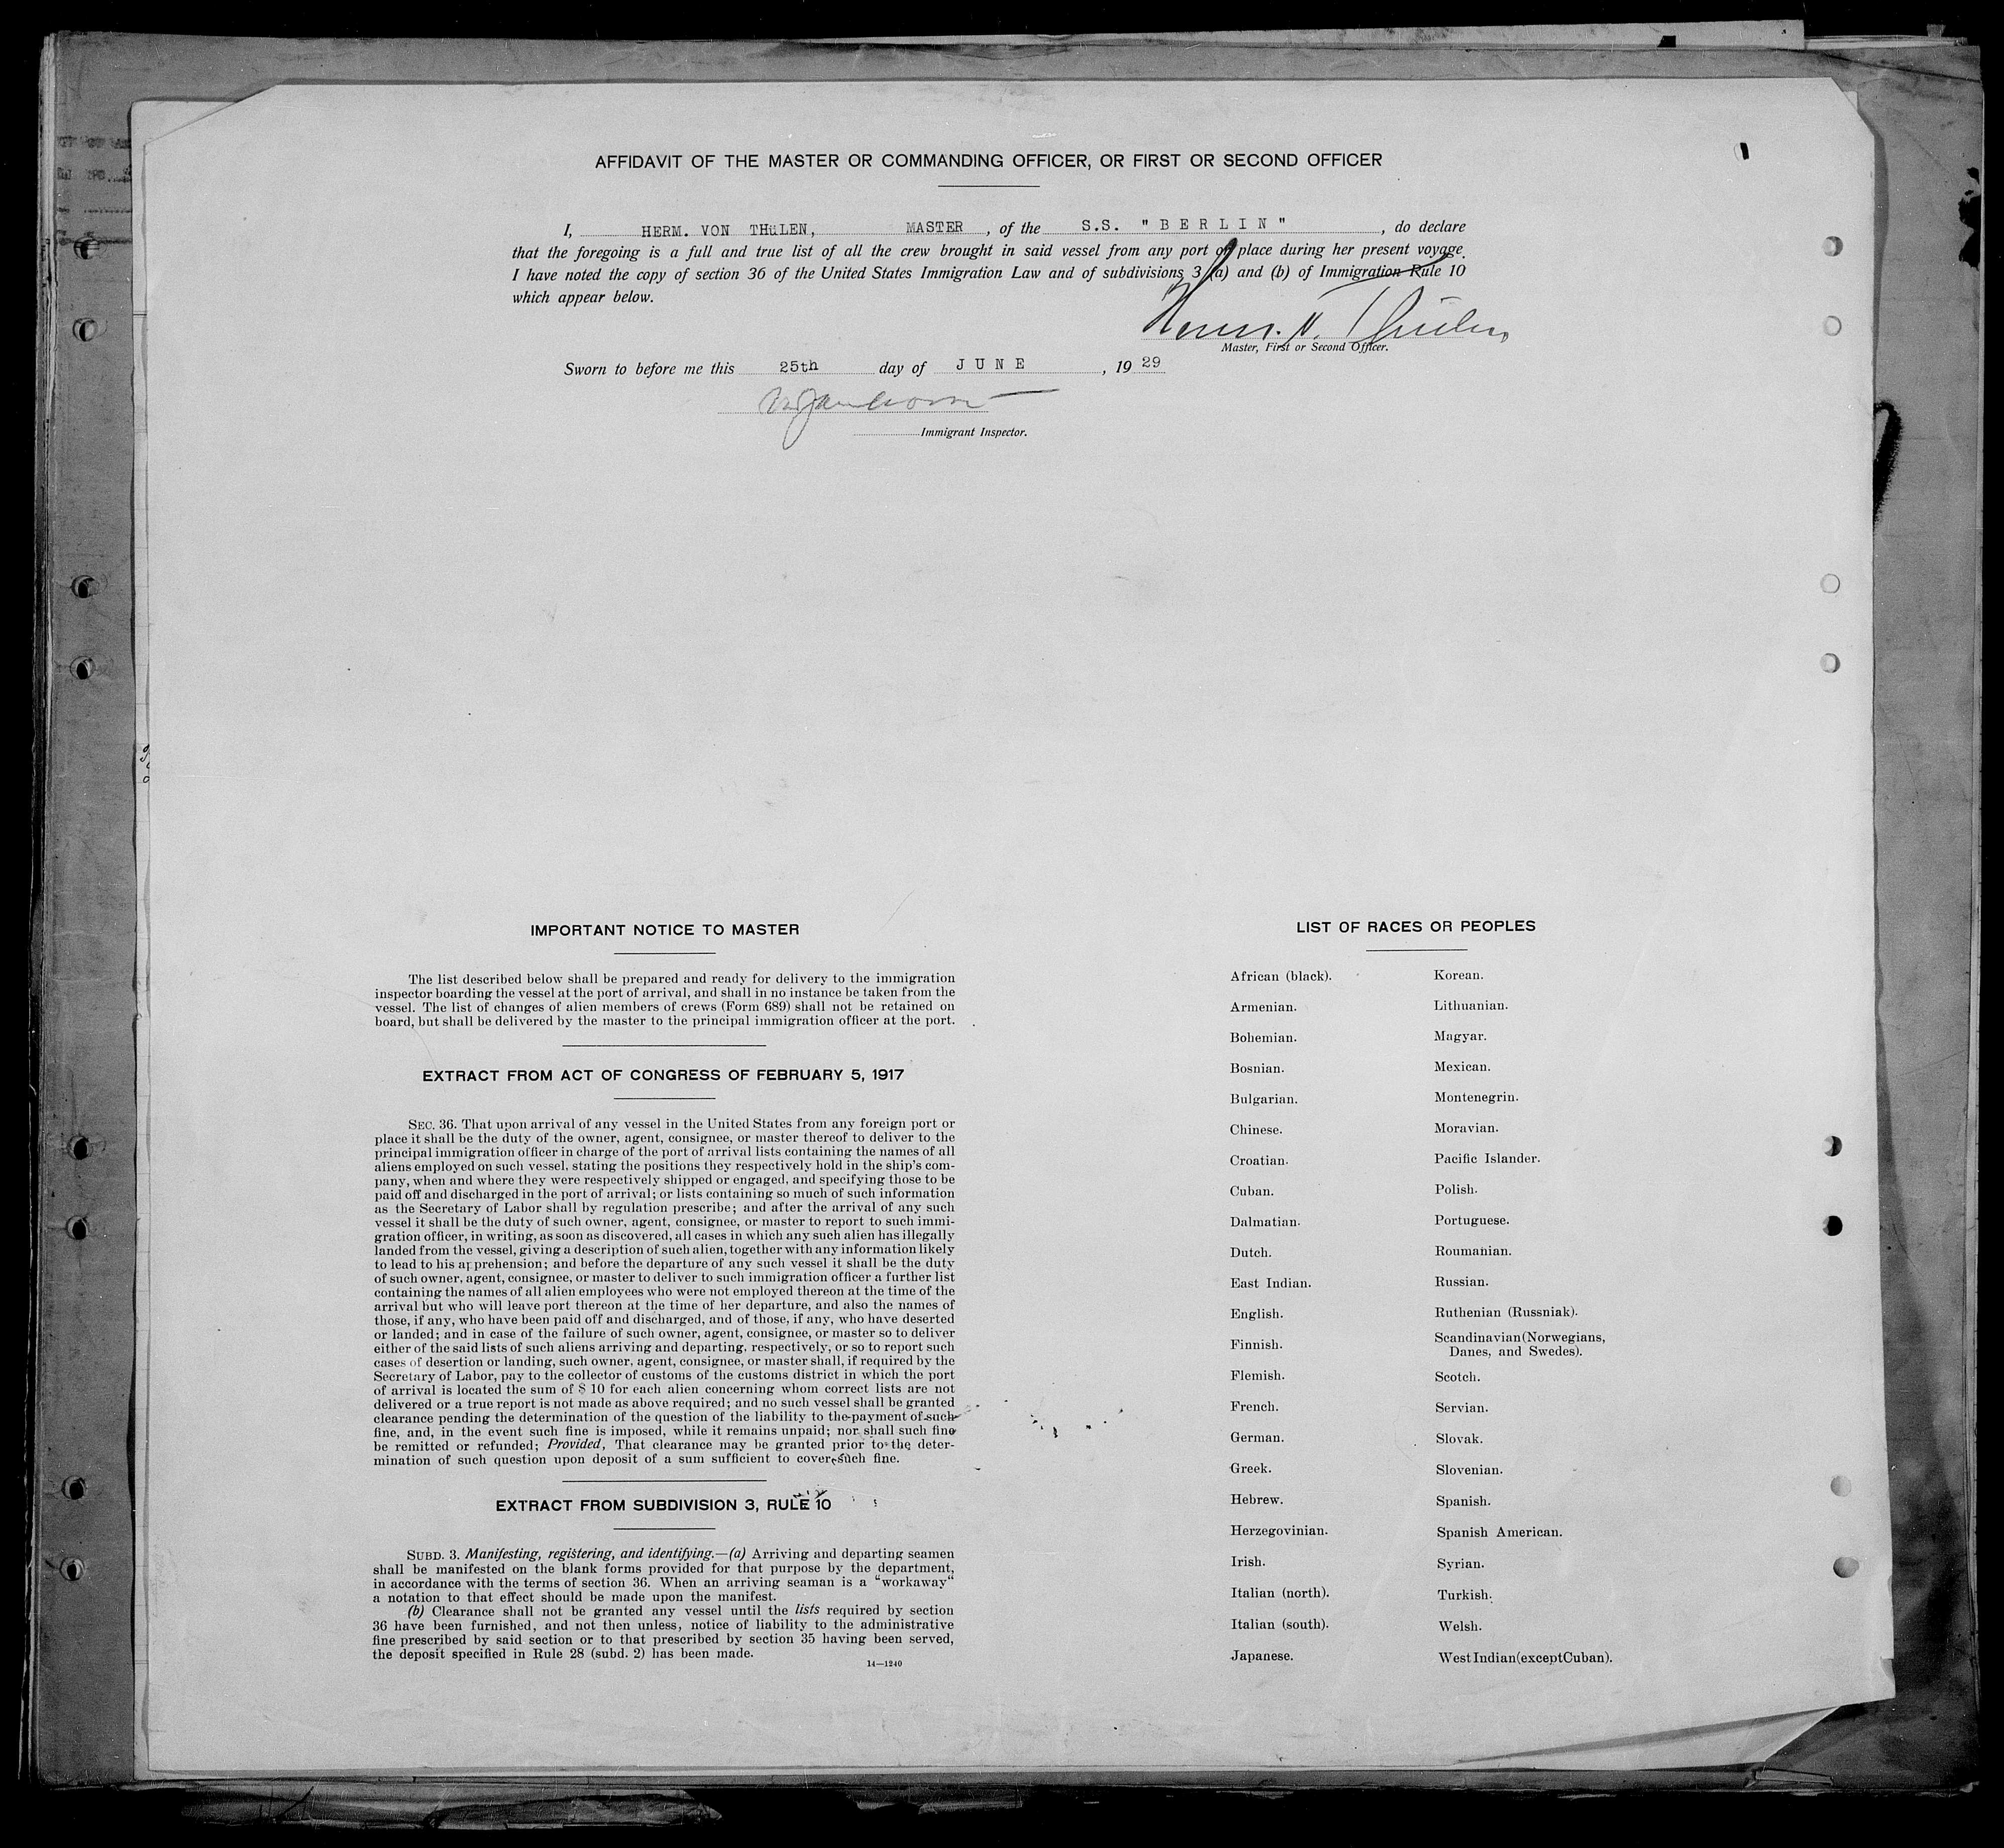 AFFIDAVIT OF THE MASTER OR COMMANDING OFFICER, OR FIRST OR SECOND OFFICER
I, HERM. VON THüLEN, MASTER, of the S.S. "BERLIN", do declare
that the foregoing is a full and true list of all the crew brought in said vessel from any port or place during her present voyage.
I have noted the copy of section 36 of the United States Immigration Law and of subdivisions 3 (a) and (b) of Immigration Rule 10
which appear below.
Herm. v. Thülen
Master, First or Second Officer.
Sworn to before me this 25th day of JUNE, 1929
Immigrant Inspector.
IMPORTANT NOTICE TO MASTER
The list described below shall be prepared and ready for delivery to the immigration
inspector boarding the vessel at the port of arrival, and shall in no instance be taken from the
vessel. The list of changes of alien members of crews (Form 689) shall not be retained on
board, but shall be delivered by the master to the principal immigration officer at the port.
EXTRACT FROM ACT OF CONGRESS OF FEBRUARY 5, 1917
SEC. 36. That upon arrival of any vessel in the United States from any foreign port or
place it shall be the duty of the owner, agent, consignee, or master thereof to deliver to the
principal immigration officer in charge of the port of arrival lists containing the names of all
aliens employed on such vessel, stating the positions they respectively hold in the ship's com-
pany, when and where they were respectively shipped or engaged, and specifying those to be
paid off and discharged in the port of arrival; or lists containing so much of such information
as the Secretary of Labor shall by regulation prescribe; and after the arrival of any such
vessel it shall be the duty of such owner, agent, consignee, or master to report to such immi-
gration officer, in writing, as soon as discovered, all cases in which any such alien has illegally
landed from the vessel, giving a description of such alien, together with any information likely
to lead to his apprehension; and before the departure of any such vessel it shall be the duty
of such owner, agent, consignee, or master to deliver to such immigration officer a further list
containing the names of all alien employees who were not employed thereon at the time of the
arrival but who will leave port thereon at the time of her departure, and also the names of
those, if any, who have been paid off and discharged, and of those, if any, who have deserted
or landed; and in case of the failure of such owner, agent, consignee, or master so to deliver
either of the said lists of such aliens arriving and departing, respectively, or so to report such
cases of desertion or landing, such owner, agent, consignee, or master shall, if required by the
Secretary of Labor, pay to the collector of customs of the customs district in which the port
of arrival is located the sum of $ 10 for each alien concerning whom correct lists are not
delivered or a true report is not made as above required; and no such vessel shall be granted
clearance pending the determination of the question of the liability to the payment of such
fine, and, in the event such fine is imposed, while it remains unpaid; nor shall such fine
be remitted or refunded; Provided, That clearance may be granted prior to the deter-
mination of such question upon deposit of a sum sufficient to cover such fine.
EXTRACT FROM SUBDIVISION 3, RULE 10
SUBD. 3. Manifesting, registering, and identifying.—(a) Arriving and departing seamen
shall be manifested on the blank forms provided for that purpose by the department,
in accordance with the terms of section 36. When an arriving seaman is a "workaway"
a notation to that effect should be made upon the manifest.
(b) Clearance shall not be granted any vessel until the lists required by section
36 have been furnished, and not then unless, notice of liability to the administrative
fine prescribed by said section or to that prescribed by section 35 having been served,
the deposit specified in Rule 28 (subd. 2) has been made.
14—1240
LIST OF RACES OR PEOPLES
African (black).
Armenian.
Bohemian.
Bosnian.
Bulgarian.
Chinese.
Croatian.
Cuban.
Dalmatian.
Dutch.
East Indian.
English.
Finnish.
Flemish.
French.
German.
Greek.
Hebrew.
Herzegovinian.
Irish.
Italian (north).
Italian (south).
Japanese.
Korean.
Lithuanian.
Magyar.
Mexican.
Montenegrin.
Moravian.
Pacific Islander.
Polish.
Portuguese.
Roumanian.
Russian.
Ruthenian (Russniak).
Scandinavian(Norwegians,
Danes, and Swedes).
Scotch.
Servian.
Slovak.
Slovenian.
Spanish.
Spanish American.
Syrian.
Turkish.
Welsh.
West Indian(except Cuban).